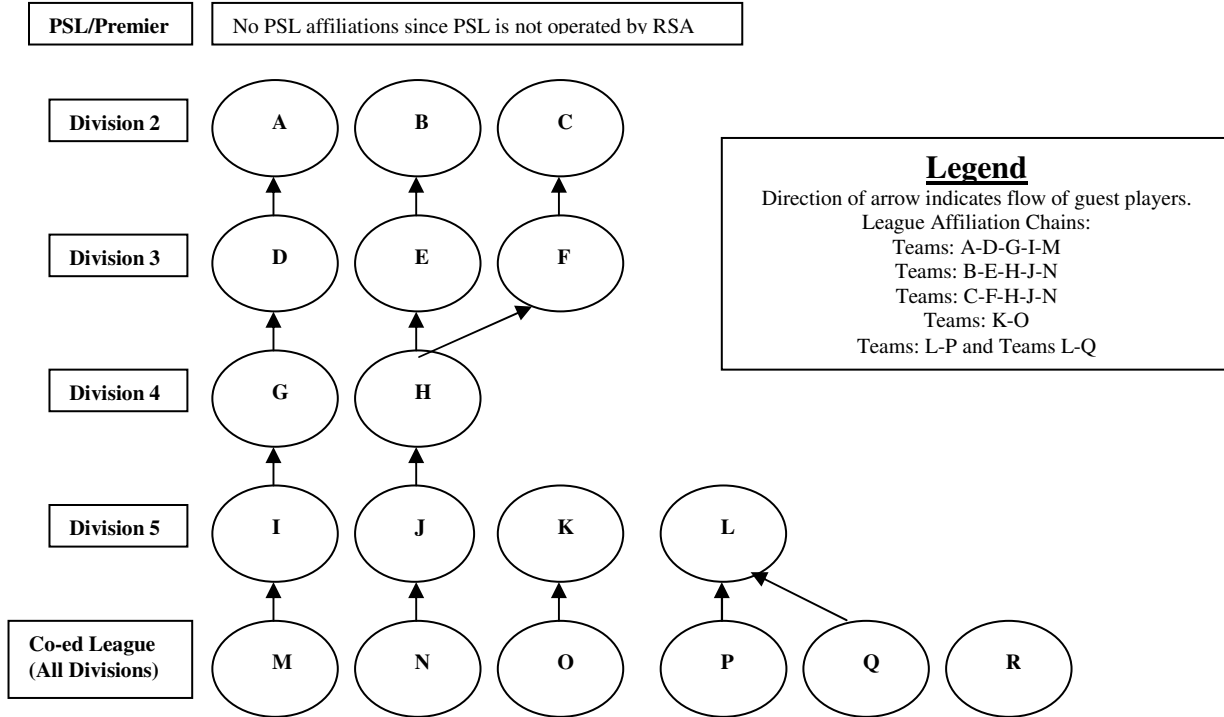 PSL/Premier
No PSL affiliations since PSL is not operated by RSA
Division 2
A B C
Legend
Direction of arrow indicates flow of guest players.
League Affiliation Chains:
Teams: A-D-G-I-M
Teams: B-E-H-J-N
Teams: C-F-H-J-N
Teams: K-O
Teams: L-P and Teams L-Q
Division 3
D E F
Division 4
G H
Division 5
I J K L
Co-ed League
(All Divisions)
M N O P Q R